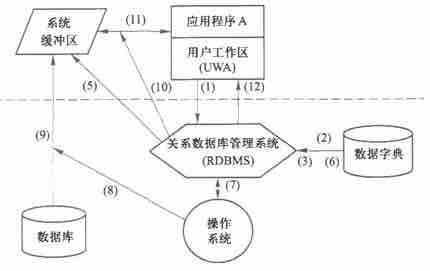 系统
缓冲区
(11)
应用程序 A
用户工作区
(UWA)
(5)
(10)
(1)
(12)
(9)
关系数据库管理系统
(RDBMS)
(2)
(3)
(6)
数据字典
(8)
(7)
数据库
操作
系统